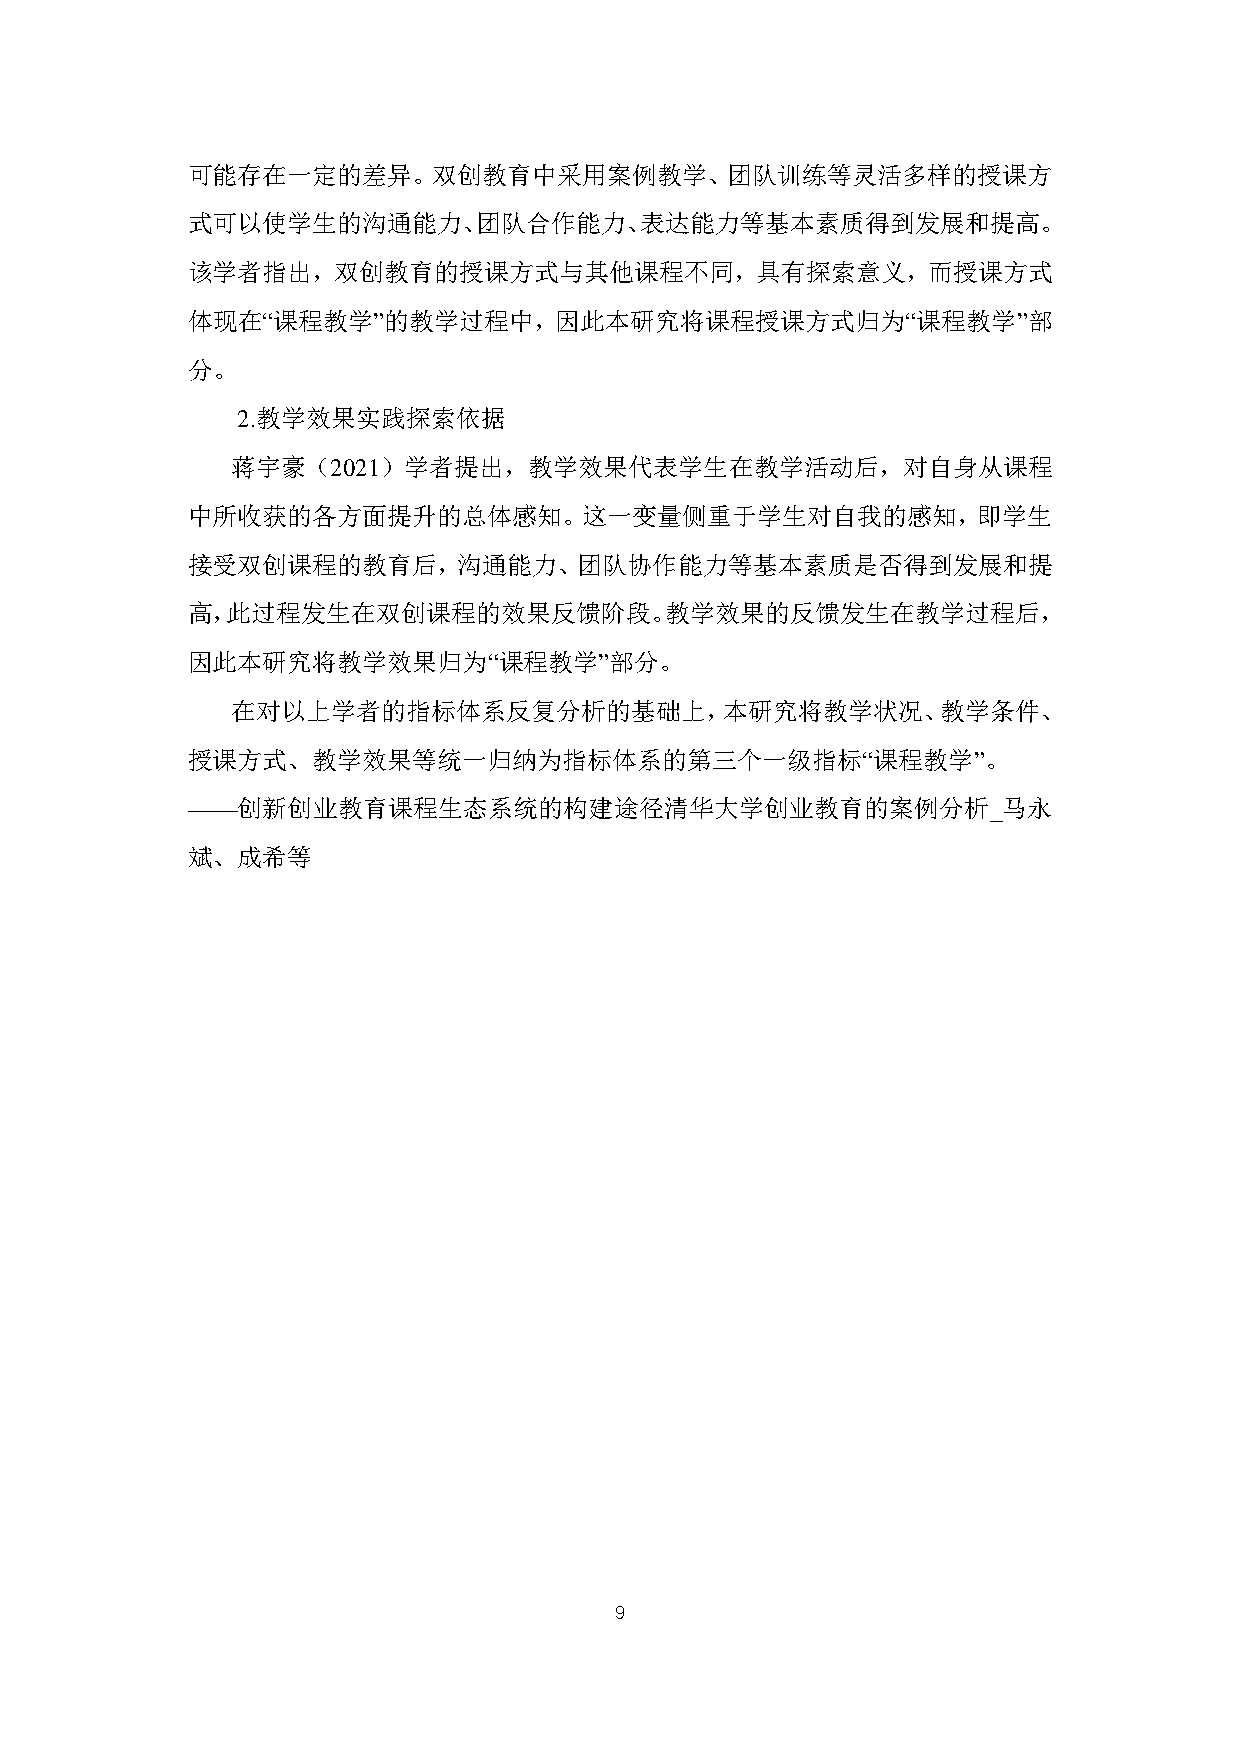 可能存在一定的差异。双创教育中采用案例教学、团队训练等灵活多样的授课方
式可以使学生的沟通能力、团队合作能力、表达能力等基本素质得到发展和提高。
该学者指出，双创教育的授课方式与其他课程不同，具有探索意义，而授课方式
体现在“课程教学”的教学过程中，因此本研究将课程授课方式归为“课程教学”部
分。
2.教学效果实践探索依据
蒋宇豪（2021）学者提出，教学效果代表学生在教学活动后，对自身从课程
中所收获的各方面提升的总体感知。这一变量侧重于学生对自我的感知，即学生
接受双创课程的教育后，沟通能力、团队协作能力等基本素质是否得到发展和提
高，此过程发生在双创课程的效果反馈阶段。教学效果的反馈发生在教学过程后，
因此本研究将教学效果归为“课程教学”部分。
在对以上学者的指标体系反复分析的基础上，本研究将教学状况、教学条件、
授课方式、教学效果等统一归纳为指标体系的第三个一级指标“课程教学”。
——创新创业教育课程生态系统的构建途径清华大学创业教育的案例分析_马永
斌、成希等
9